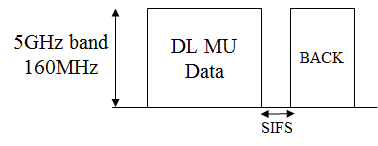 5GHz band
160MHz
DL MU
Data
BACK
SIFS